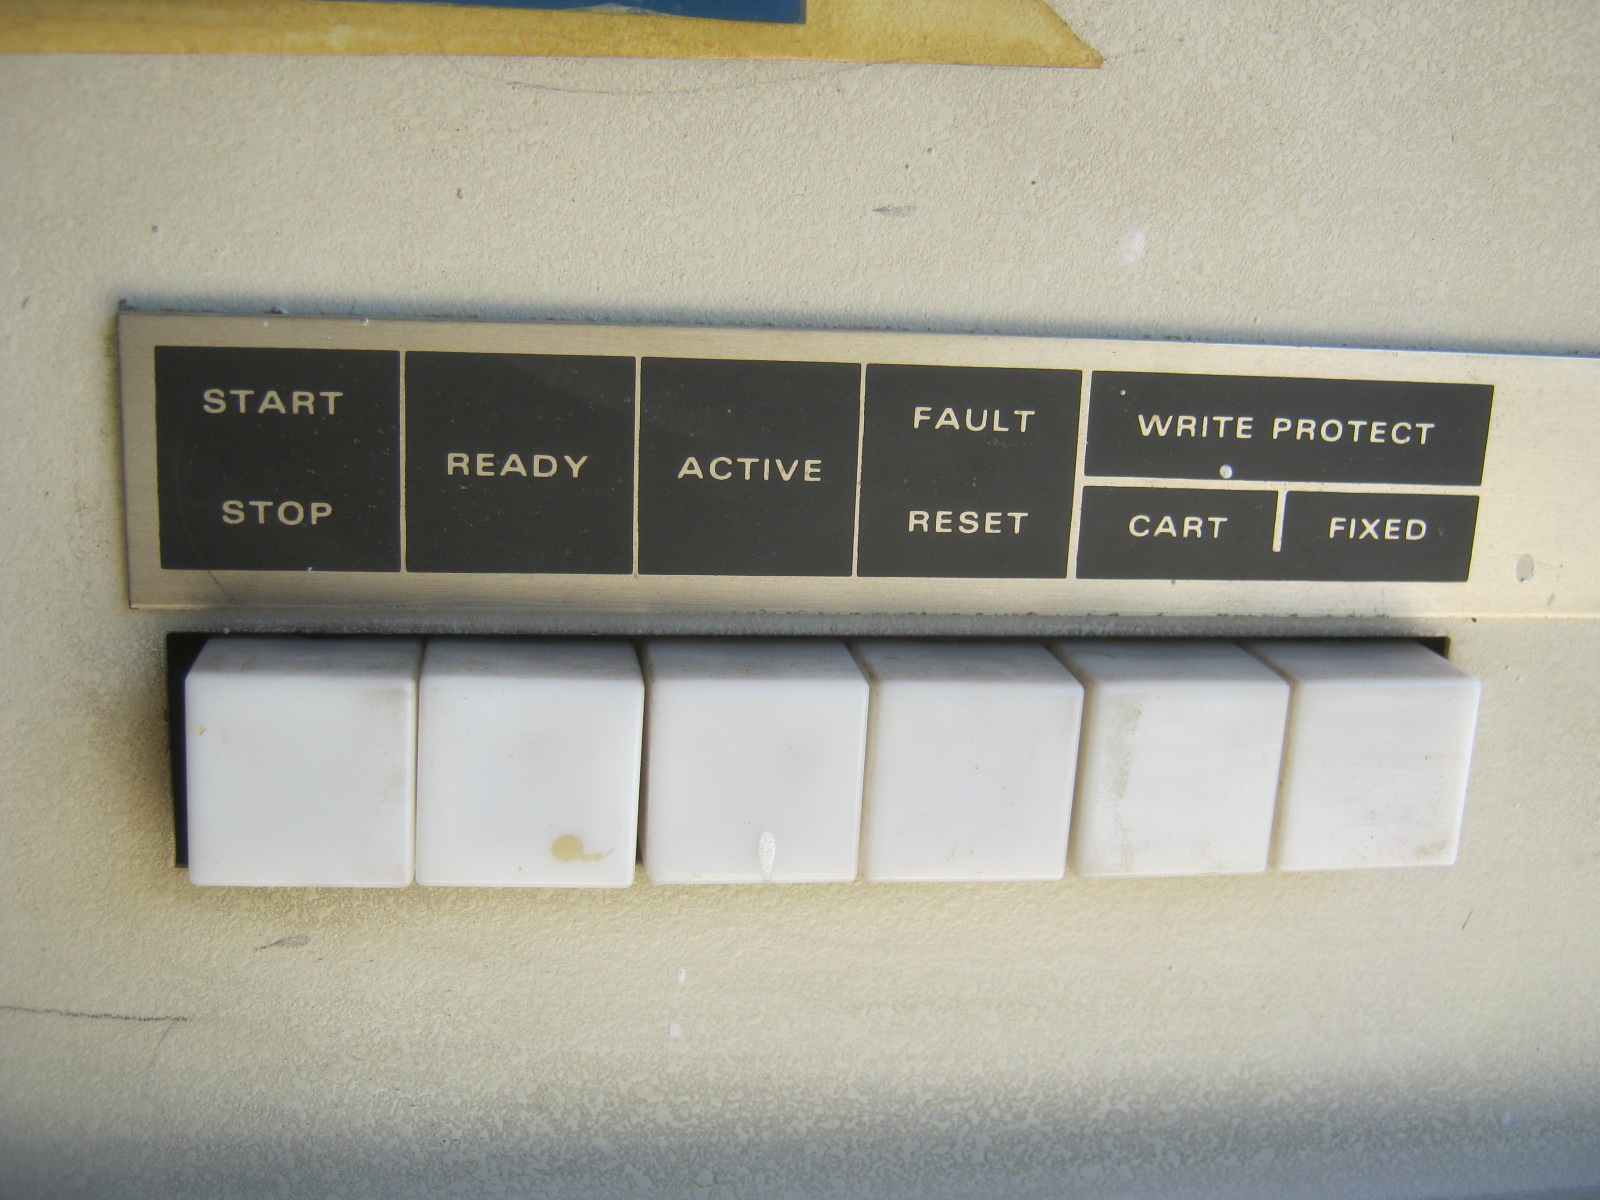 START
STOP
READY
ACTIVE
FAULT
RESET
WRITE PROTECT
CART
FIXED